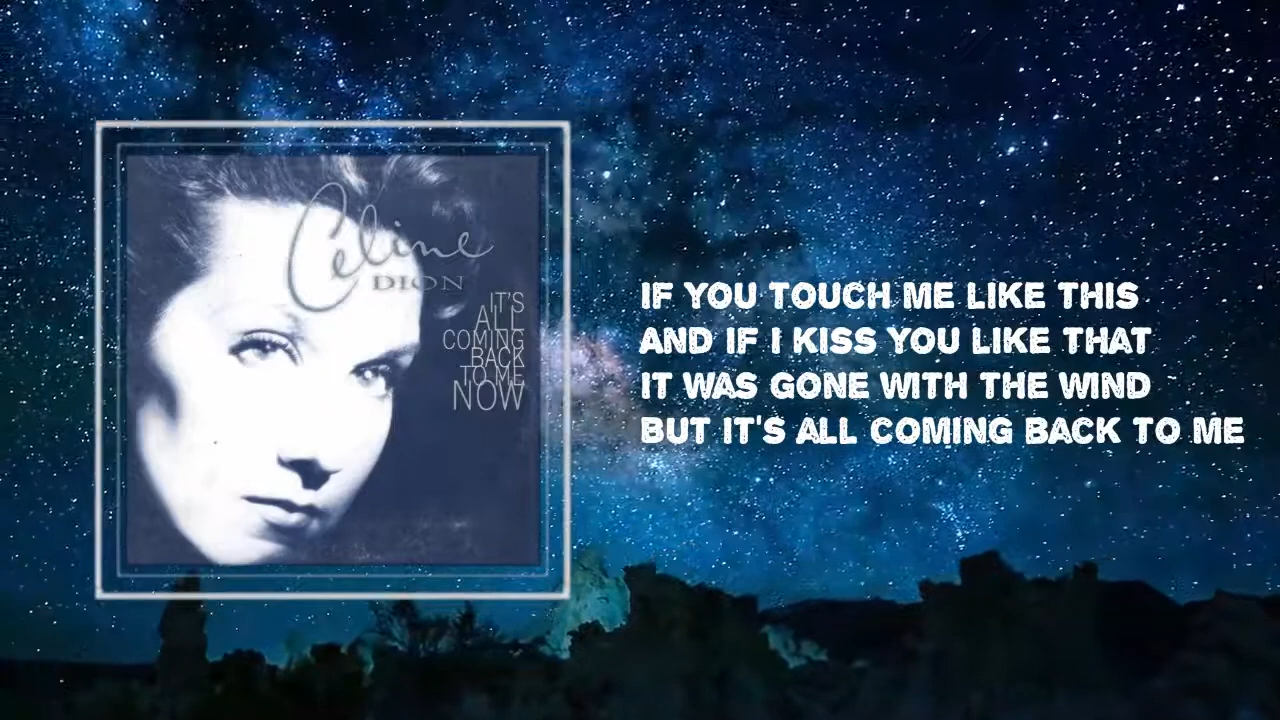 Celine
DION
IT'S
ALL
COMING
BACK
TO ME
NOW
IF YOU TOUCH ME LIKE THIS
AND IF I KISS YOU LIKE THAT
IT WAS GONE WITH THE WIND
BUT IT'S ALL COMING BACK TO ME